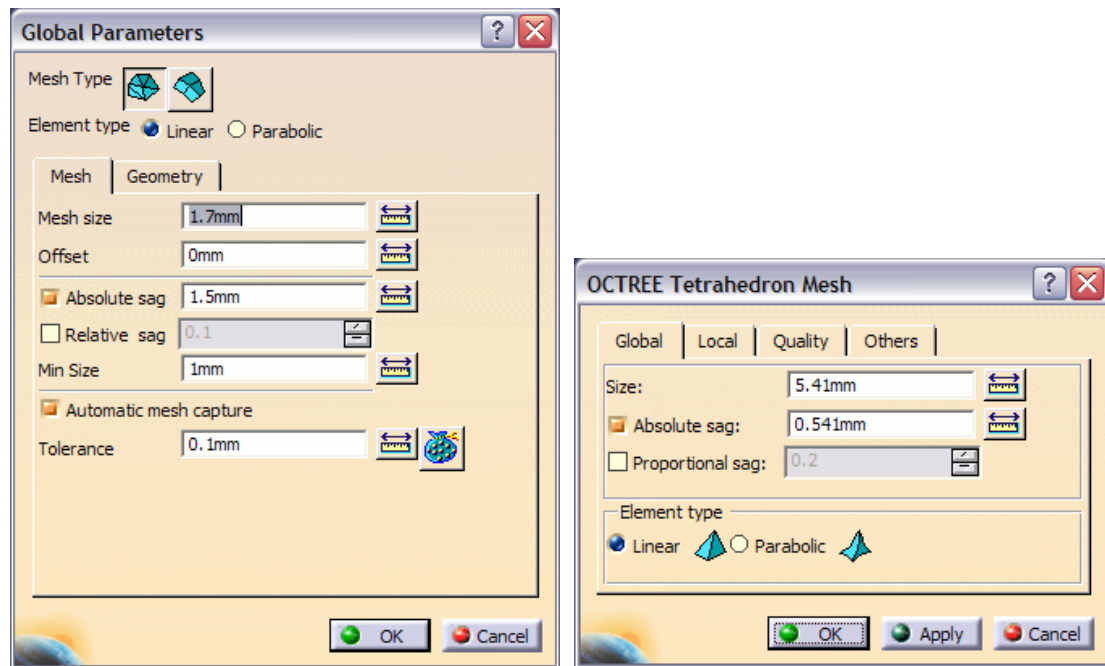 Global Parameters
Mesh Type
Element type Linear Parabolic
Mesh Geometry
Mesh size 1.7mm
Offset 0mm
Absolute sag 1.5mm
Relative sag 0.1
Min Size 1mm
Automatic mesh capture
Tolerance 0.1mm
OK Cancel
OCTREE Tetrahedron Mesh
Global Local Quality Others
Size: 5.41mm
Absolute sag: 0.541mm
Proportional sag: 0.2
Element type
Linear Parabolic
OK Apply Cancel